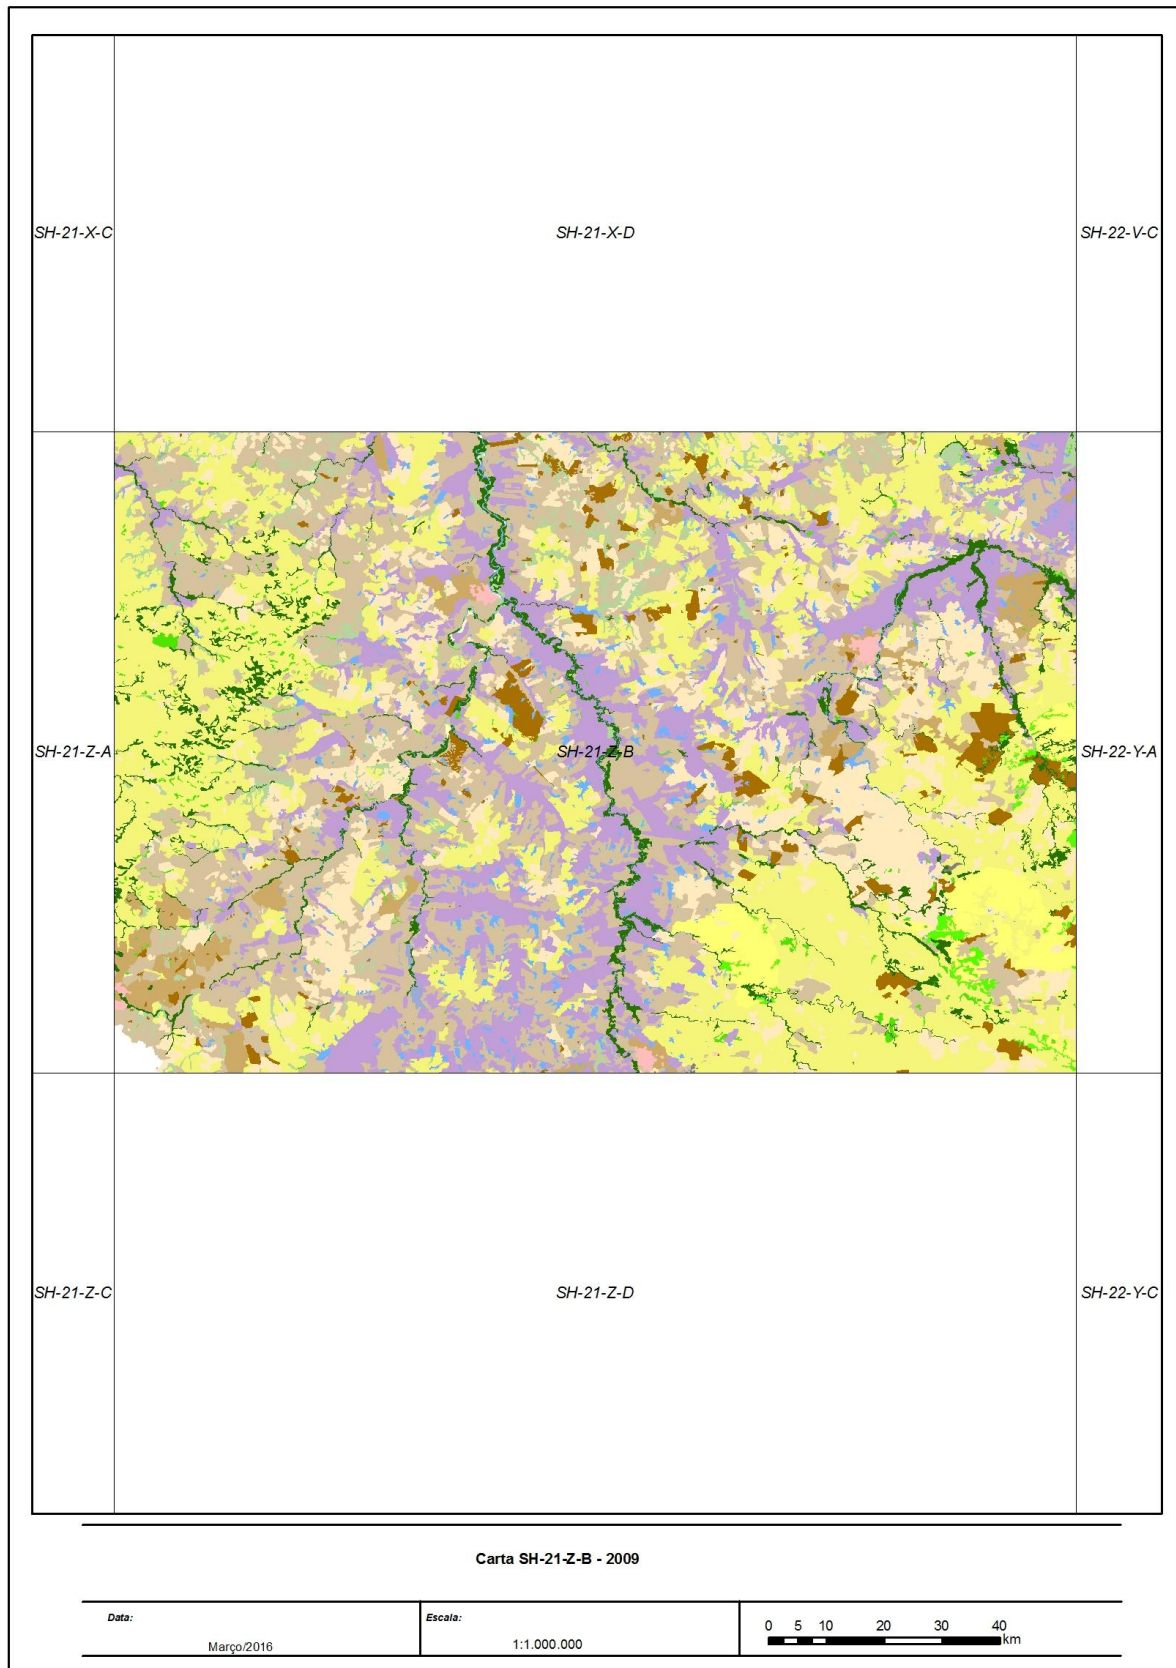 SH-21-X-C
SH-21-X-D
SH-22-V-C
SH-21-Z-A
SH-21-Z-B
SH-22-Y-A
SH-21-Z-C
SH-21-Z-D
SH-22-Y-C
Carta SH-21-Z-B - 2009
Data:
Março/2016
Escala:
1:1.000.000
0 5 10 20 30 40
km